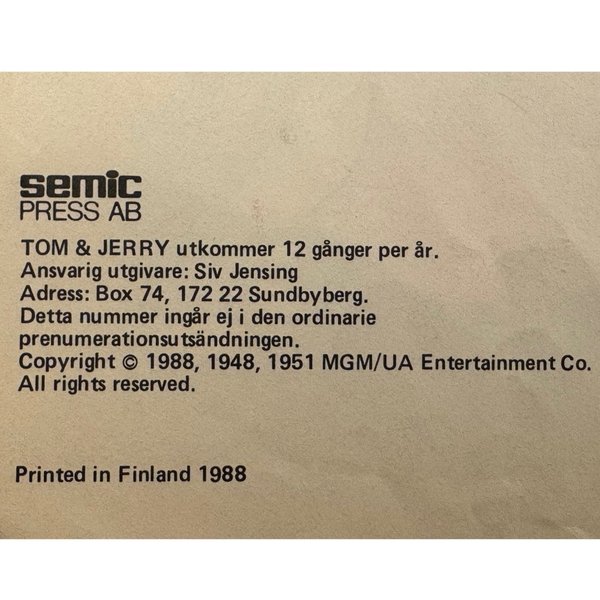 semic
PRESS AB
TOM & JERRY utkommer 12 gånger per år.
Ansvarig utgivare: Siv Jensing
Adress: Box 74, 172 22 Sundbyberg.
Detta nummer ingår ej i den ordinarie
prenumerationsutsändningen.
Copyright © 1988, 1948, 1951 MGM/UA Entertainment Co.
All rights reserved.
Printed in Finland 1988